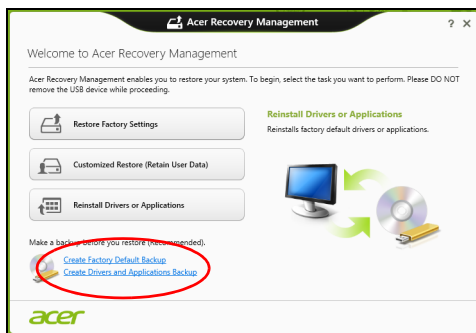 Acer Recovery Management
? X
Welcome to Acer Recovery Management
Acer Recovery Management enables you to restore your system. To begin, select the task you want to perform. Please DO NOT
remove the USB device while proceeding.
Restore Factory Settings
Customized Restore (Retain User Data)
Reinstall Drivers or Applications
Reinstall Drivers or Applications
Reinstalls factory default drivers or applications.
Make a backup before you restore (Recommended).
Create Factory Default Backup
Create Drivers and Applications Backup
acer